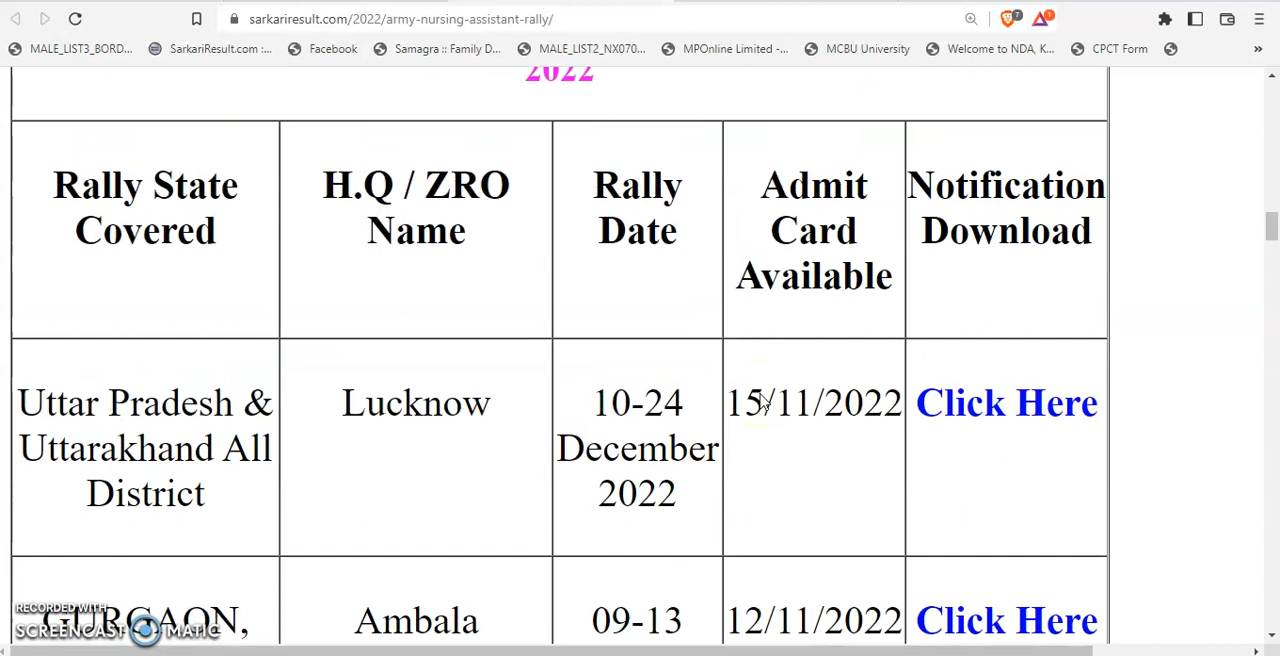 sarkariresult.com/2022/army-nursing-assistant-rally/
7
1
MALE_LIST3_BORD...
SarkariResult.com :...
Facebook
Samagra :: Family D...
MALE_LIST2_NX070...
MPOnline Limited -...
MCBU University
Welcome to NDA, K...
CPCT Form
»
2022
Rally State
Covered
H.Q / ZRO
Name
Rally
Date
Admit
Card
Available
Notification
Download
Uttar Pradesh &
Uttarakhand All
District
Lucknow
10-24
December
2022
15/11/2022
Click Here
GURGAON,
Ambala
09-13
12/11/2022
Click Here
RECORDED WITH
SCREENCAST MATIC